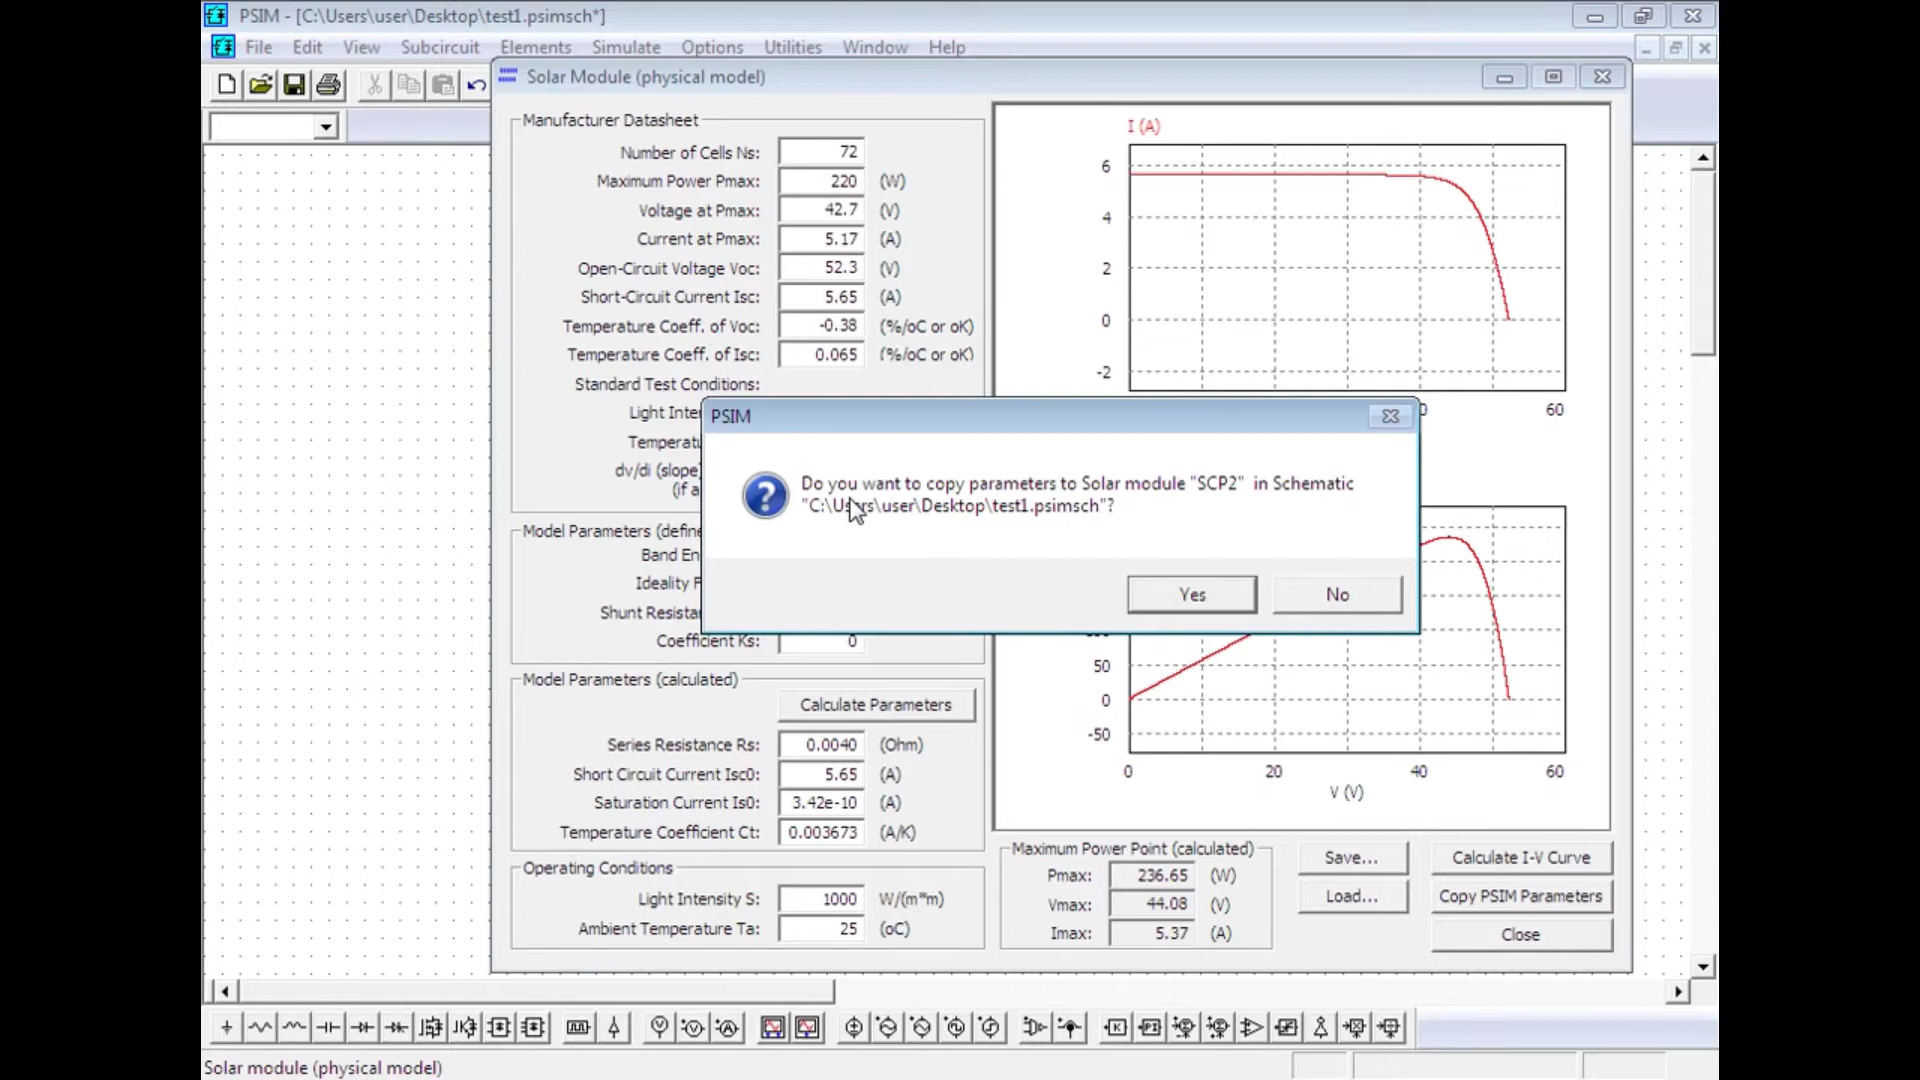 PSIM - [C:\Users\user\Desktop\test1.psimsch*]
File Edit View Subcircuit Elements Simulate Options Utilities Window Help
Solar Module (physical model)
Manufacturer Datasheet
Number of Cells Ns: 72
Maximum Power Pmax: 220 (W)
Voltage at Pmax: 42.7 (V)
Current at Pmax: 5.17 (A)
Open-Circuit Voltage Voc: 52.3 (V)
Short-Circuit Current Isc: 5.65 (A)
Temperature Coeff. of Voc: -0.38 (%/oC or oK)
Temperature Coeff. of Isc: 0.065 (%/oC or oK)
Standard Test Conditions:
Light Inten
Temperatu
dv/di (slope)
(if a
Model Parameters (define
Band En
Ideality F
Shunt Resista
Coefficient Ks: 0
Model Parameters (calculated)
Calculate Parameters
Series Resistance Rs: 0.0040 (Ohm)
Short Circuit Current Isc0: 5.65 (A)
Saturation Current Is0: 3.42e-10 (A)
Temperature Coefficient Ct: 0.003673 (A/K)
Operating Conditions
Light Intensity S: 1000 W/(m*m)
Ambient Temperature Ta: 25 (oC)
I (A)
6
4
2
0
-2
0 60
PSIM
Do you want to copy parameters to Solar module "SCP2" in Schematic
"C:\Users\user\Desktop\test1.psimsch"?
Yes No
50
0
-50
0 20 40 60
V (V)
Maximum Power Point (calculated)
Pmax: 236.65 (W)
Vmax: 44.08 (V)
Imax: 5.37 (A)
Save... Calculate I-V Curve
Load... Copy PSIM Parameters
Close
K PI
Solar module (physical model)